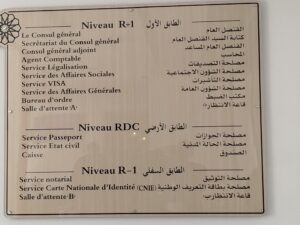 Niveau R+1 الطابق الأول
Le Consul général القنصل العام
Secrétariat du Consul général كتابة السيد القنصل العام
Consul général adjoint القنصل العام المساعد
Agent Comptable المحاسب
Service Légalisation مصلحة التصديقات
Service des Affaires Sociales مصلحة الشؤون الاجتماعية
Service VISA مصلحة التأشيرات
Service des Affaires Générales مصلحة الشؤون العامة
Bureau d'ordre مكتب الضبط
Salle d'attente A قاعة الانتظار
Niveau RDC الطابق الأرضي
Service Passeport مصلحة الجوازات
Service Etat civil مصلحة الحالة المدنية
Caisse الصندوق
Niveau R-1 الطابق السفلي
Service notarial مصلحة التوثيق
Service Carte Nationale d'Identité (CNIE) مصلحة بطاقة التعريف الوطنية
Salle d'attente B قاعة الانتظار ب